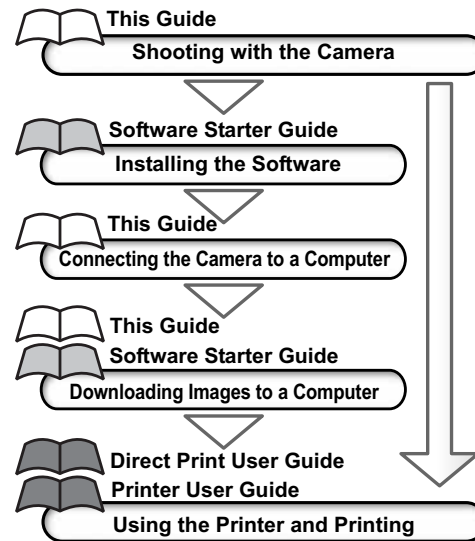 This Guide
Shooting with the Camera
Software Starter Guide
Installing the Software
This Guide
Connecting the Camera to a Computer
This Guide
Software Starter Guide
Downloading Images to a Computer
Direct Print User Guide
Printer User Guide
Using the Printer and Printing